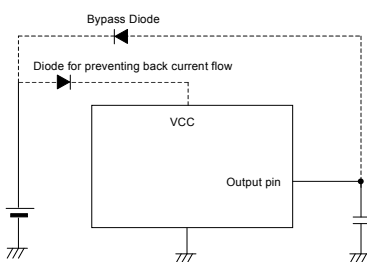 Bypass Diode
Diode for preventing back current flow
VCC
Output pin